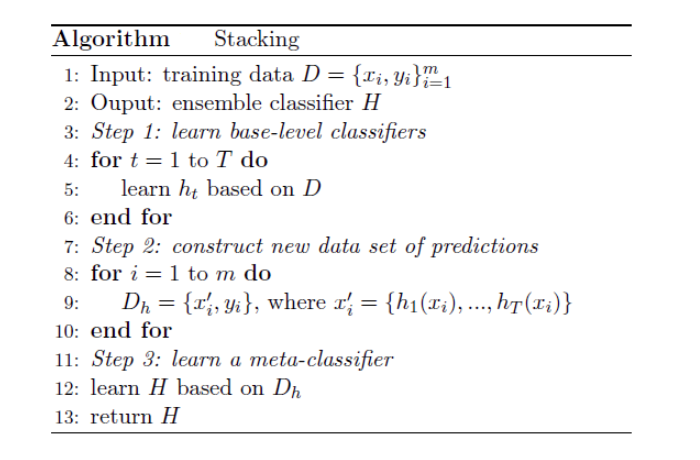 Algorithm Stacking
1: Input: training data D = {x_i, y_i}_{i=1}^m
2: Ouput: ensemble classifier H
3: Step 1: learn base-level classifiers
4: for t = 1 to T do
5: learn h_t based on D
6: end for
7: Step 2: construct new data set of predictions
8: for i = 1 to m do
9: D_h = {x'_i, y_i}, where x'_i = {h_1(x_i), ..., h_T(x_i)}
10: end for
11: Step 3: learn a meta-classifier
12: learn H based on D_h
13: return H